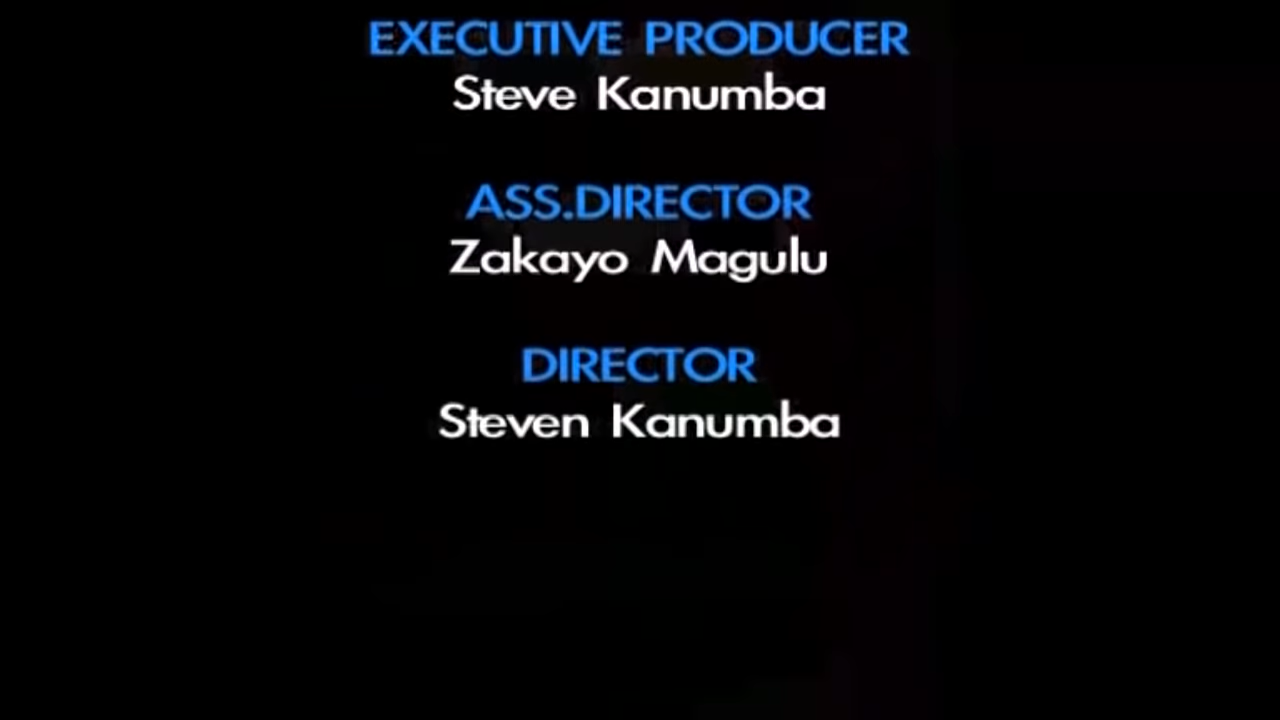 EXECUTIVE PRODUCER
Steve Kanumba
ASS.DIRECTOR
Zakayo Magulu
DIRECTOR
Steven Kanumba